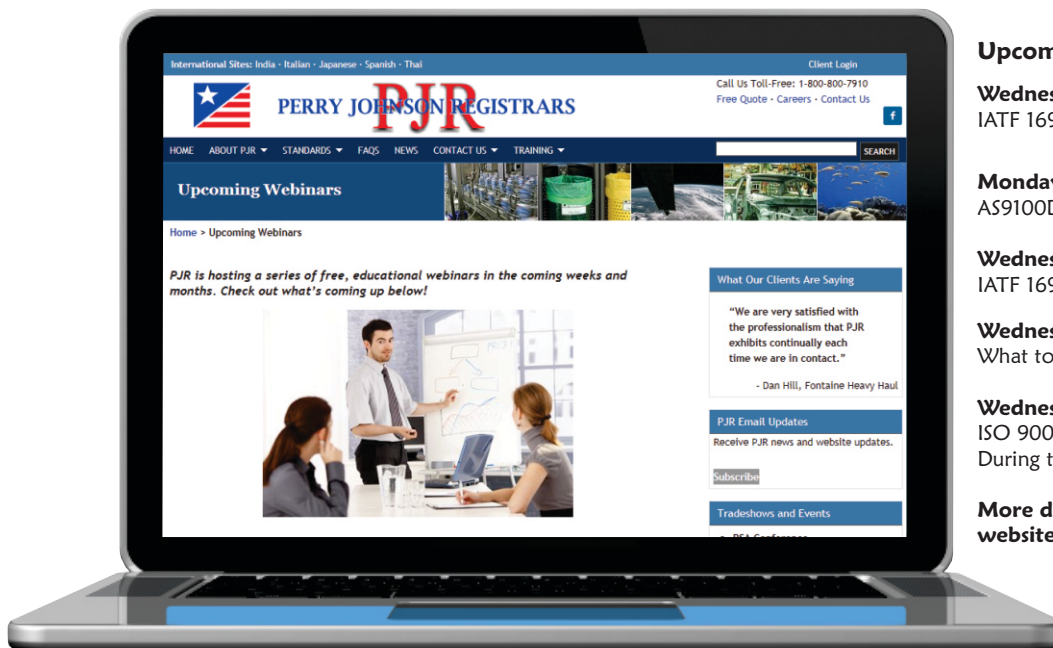 International Sites: India - Italian - Japanese - Spanish - Thai
Client Login
PERRY JOHNSON REGISTRARS
PJR
Call Us Toll-Free: 1-800-800-7910
Free Quote - Careers - Contact Us
f
HOME ABOUT PJR STANDARDS FAQS NEWS CONTACT US TRAINING
SEARCH
Upcoming Webinars
Home > Upcoming Webinars
PJR is hosting a series of free, educational webinars in the coming weeks and
months. Check out what's coming up below!
What Our Clients Are Saying
“We are very satisfied with
the professionalism that PJR
exhibits continually each
time we are in contact.”
- Dan Hill, Fontaine Heavy Haul
PJR Email Updates
Receive PJR news and website updates.
Subscribe
Tradeshows and Events
Upcom
Wednes
IATF 169
Monday
AS9100D
Wednes
IATF 169
Wednes
What to
Wednes
ISO 900
During t
More d
website